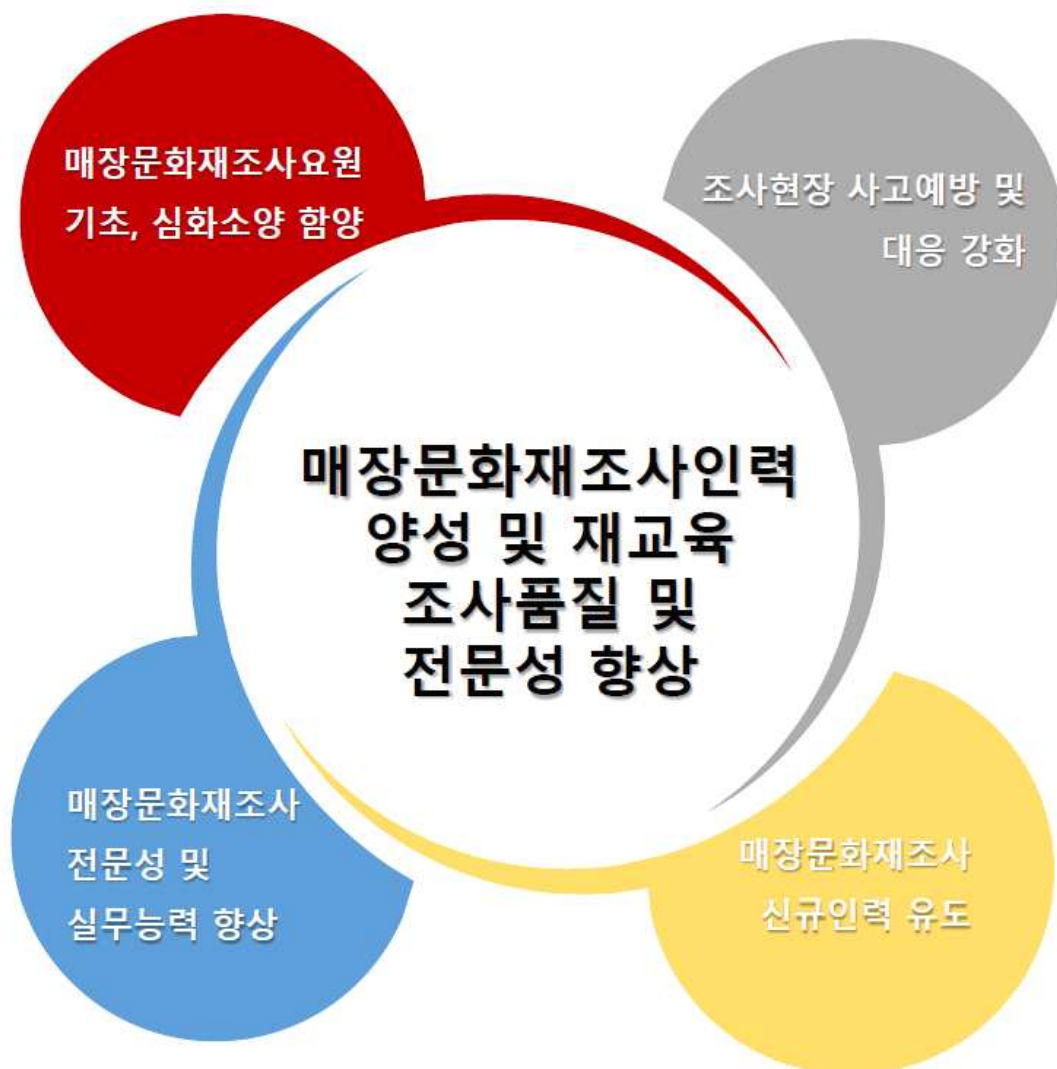 매장문화재조사요원
기초, 심화소양 함양
조사현장 사고예방 및
대응 강화
매장문화재조사인력
양성 및 재교육
조사품질 및
전문성 향상
매장문화재조사
전문성 및
실무능력 향상
매장문화재조사
신규인력 유도